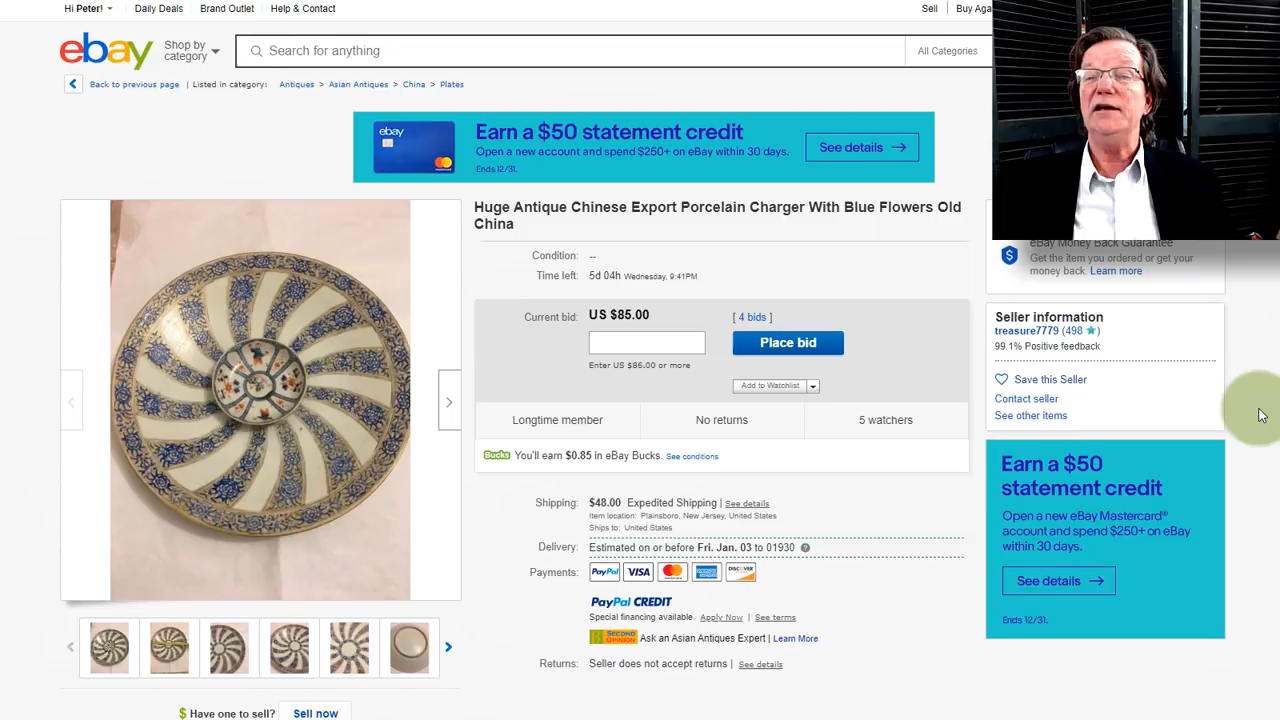 Hi Peter!
Daily Deals
Brand Outlet
Help & Contact
Sell
Buy Aga
ebay
Shop by
category
Search for anything
All Categories
Back to previous page | Listed in category:
Antiques > Asian Antiques > China > Plates
ebay
Earn a $50 statement credit
Open a new account and spend $250+ on eBay within 30 days.
Ends 12/31.
See details
Huge Antique Chinese Export Porcelain Charger With Blue Flowers Old
China
Condition: --
Time left: 5d 04h Wednesday, 9:41PM
Current bid: US $85.00
[ 4 bids ]
Place bid
Enter US $86.00 or more
Add to Watchlist
Longtime member
No returns
5 watchers
Bucks You'll earn $0.85 in eBay Bucks. See conditions
Shipping: $48.00 Expedited Shipping | See details
Item location: Plainsboro, New Jersey, United States
Ships to: United States
Delivery: Estimated on or before Fri. Jan. 03 to 01930
Payments: PayPal VISA MasterCard AMERICAN EXPRESS DISCOVER
PayPal CREDIT
Special financing available. Apply Now | See terms
SECOND OPINION Ask an Asian Antiques Expert | Learn More
Returns: Seller does not accept returns | See details
eBay Money Back Guarantee
Get the item you ordered or get your
money back. Learn more
Seller information
treasure7779 (498 )
99.1% Positive feedback
Save this Seller
Contact seller
See other items
Earn a $50
statement credit
Open a new eBay Mastercard®
account and spend $250+ on eBay
within 30 days.
See details
Ends 12/31.
$ Have one to sell?
Sell now